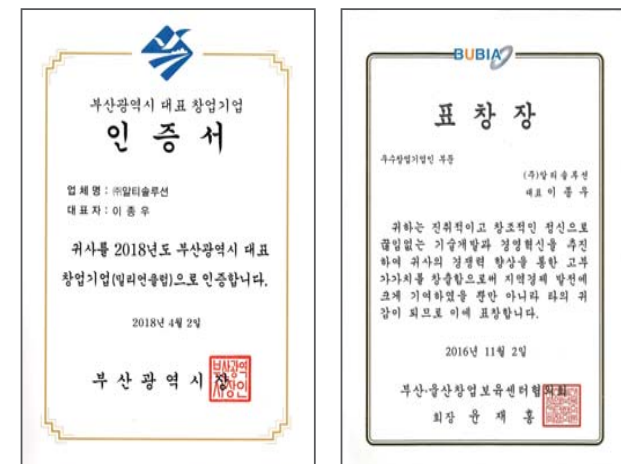 부산광역시 대표 창업기업
인 증 서
업 체 명 : ㈜알티솔루션
대 표 자 : 이 종 우
귀사를 2018년도 부산광역시 대표
창업기업(밀리언클럽)으로 인증합니다.
2018년 4월 2일
부 산 광 역 시 장
부산광역
시장인
BUBIA
표 창 장
우수창업기업인 부문
(주)알티솔루션
대표 이 종 우
귀하는 진취적이고 창조적인 정신으로
끊임없는 기술개발과 경영혁신을 추진
하여 귀사의 경쟁력 향상을 통한 고부
가가치를 창출함으로써 지역경제 발전에
크게 기여하였을 뿐만 아니라 타의 귀
감이 되므로 이에 표창합니다.
2016년 11월 2일
부산·울산창업보육센터협의회
회장 윤 재 홍